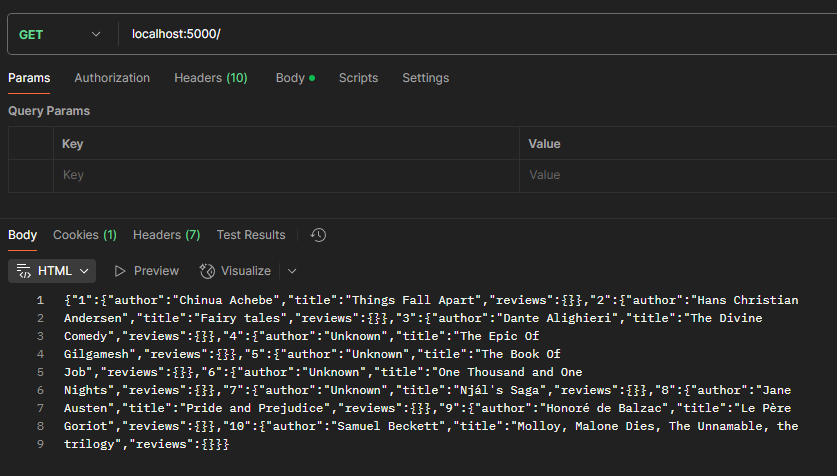 GET localhost:5000/
Params Authorization Headers (10) Body Scripts Settings
Query Params
Key Value
Key Value
Body Cookies (1) Headers (7) Test Results
HTML Preview Visualize
1 {"1":{"author":"Chinua Achebe","title":"Things Fall Apart","reviews":{}},"2":{"author":"Hans Christian
2 Andersen","title":"Fairy tales","reviews":{}},"3":{"author":"Dante Alighieri","title":"The Divine
3 Comedy","reviews":{}},"4":{"author":"Unknown","title":"The Epic Of
4 Gilgamesh","reviews":{}},"5":{"author":"Unknown","title":"The Book Of
5 Job","reviews":{}},"6":{"author":"Unknown","title":"One Thousand and One
6 Nights","reviews":{}},"7":{"author":"Unknown","title":"Njál's Saga","reviews":{}},"8":{"author":"Jane
7 Austen","title":"Pride and Prejudice","reviews":{}},"9":{"author":"Honoré de Balzac","title":"Le Père
8 Goriot","reviews":{}},"10":{"author":"Samuel Beckett","title":"Molloy, Malone Dies, The Unnamable, the
9 trilogy","reviews":{}}}